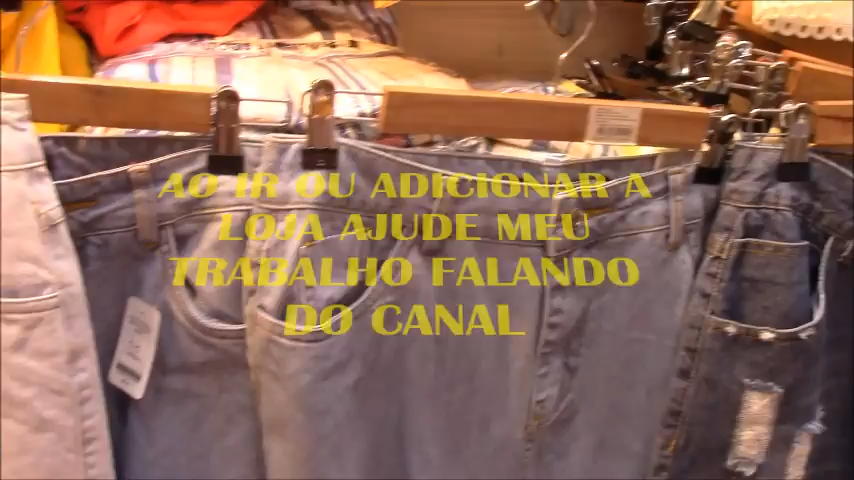 AO IR OU ADICIONAR A
LOJA AJUDE MEU
TRABALHO FALANDO
DO CANAL